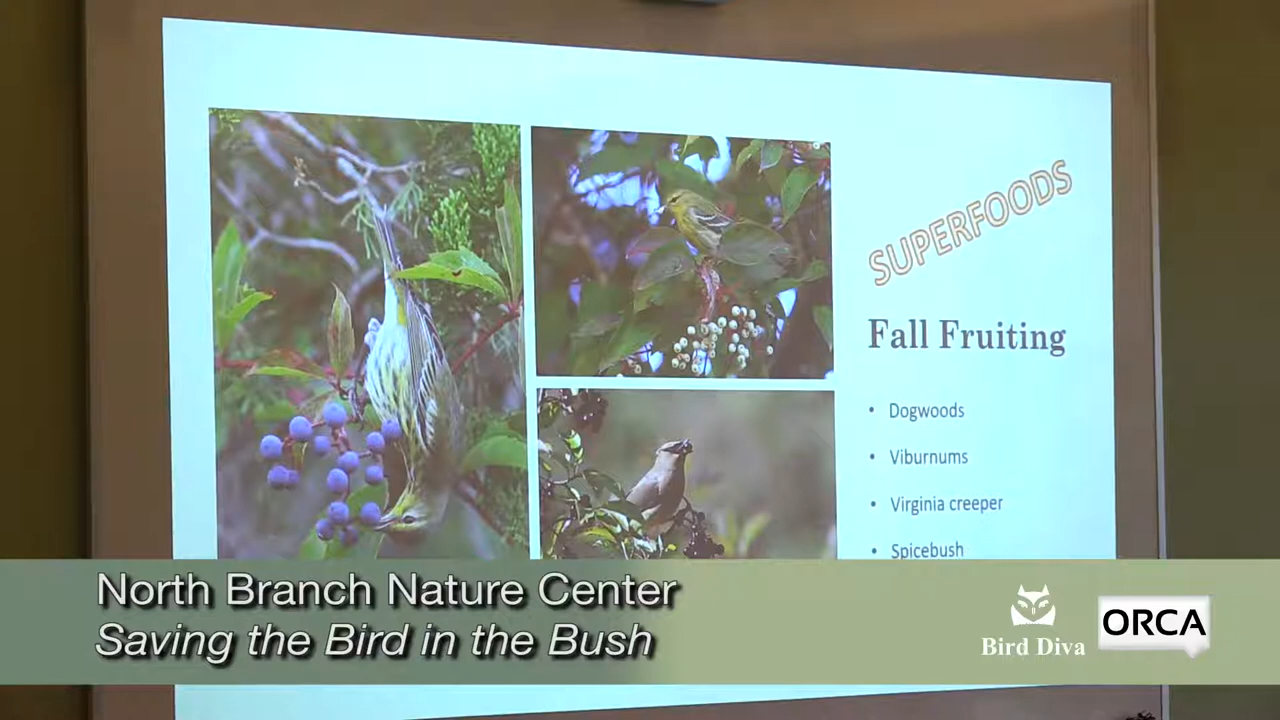 SUPERFOODS
Fall Fruiting
• Dogwoods
• Viburnums
• Virginia creeper
• Spicebush
North Branch Nature Center
Saving the Bird in the Bush
Bird Diva
ORCA